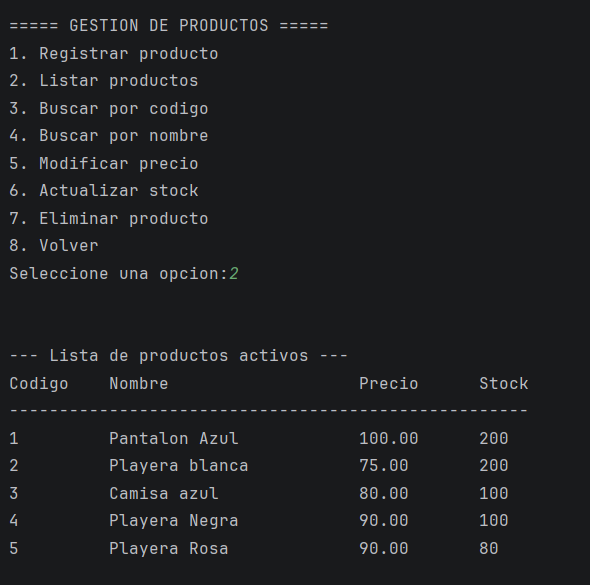 ===== GESTION DE PRODUCTOS =====
1. Registrar producto
2. Listar productos
3. Buscar por codigo
4. Buscar por nombre
5. Modificar precio
6. Actualizar stock
7. Eliminar producto
8. Volver
Seleccione una opcion:2
--- Lista de productos activos ---
Codigo    Nombre                   Precio      Stock
----------------------------------------------------
1         Pantalon Azul            100.00      200
2         Playera blanca           75.00       200
3         Camisa azul              80.00       100
4         Playera Negra            90.00       100
5         Playera Rosa             90.00       80